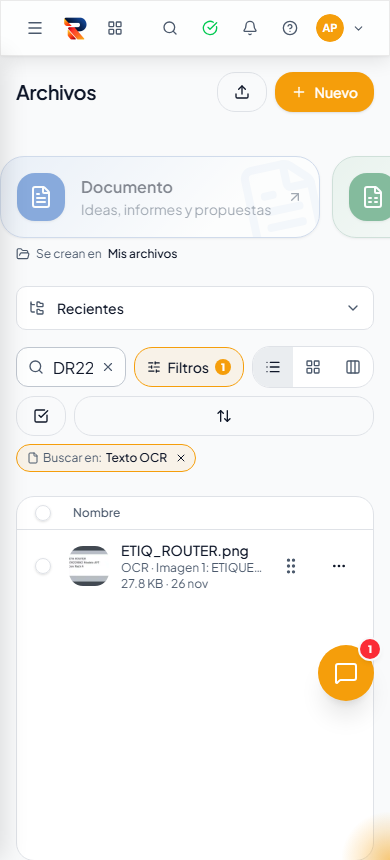 AP
Archivos
Nuevo
Documento
Ideas, informes y propuestas
Se crean en Mis archivos
Recientes
DR22
Filtros 1
Buscar en: Texto OCR
Nombre
ETIQ_ROUTER.png
OCR · Imagen 1: ETIQUE...
27.8 KB · 26 nov
1